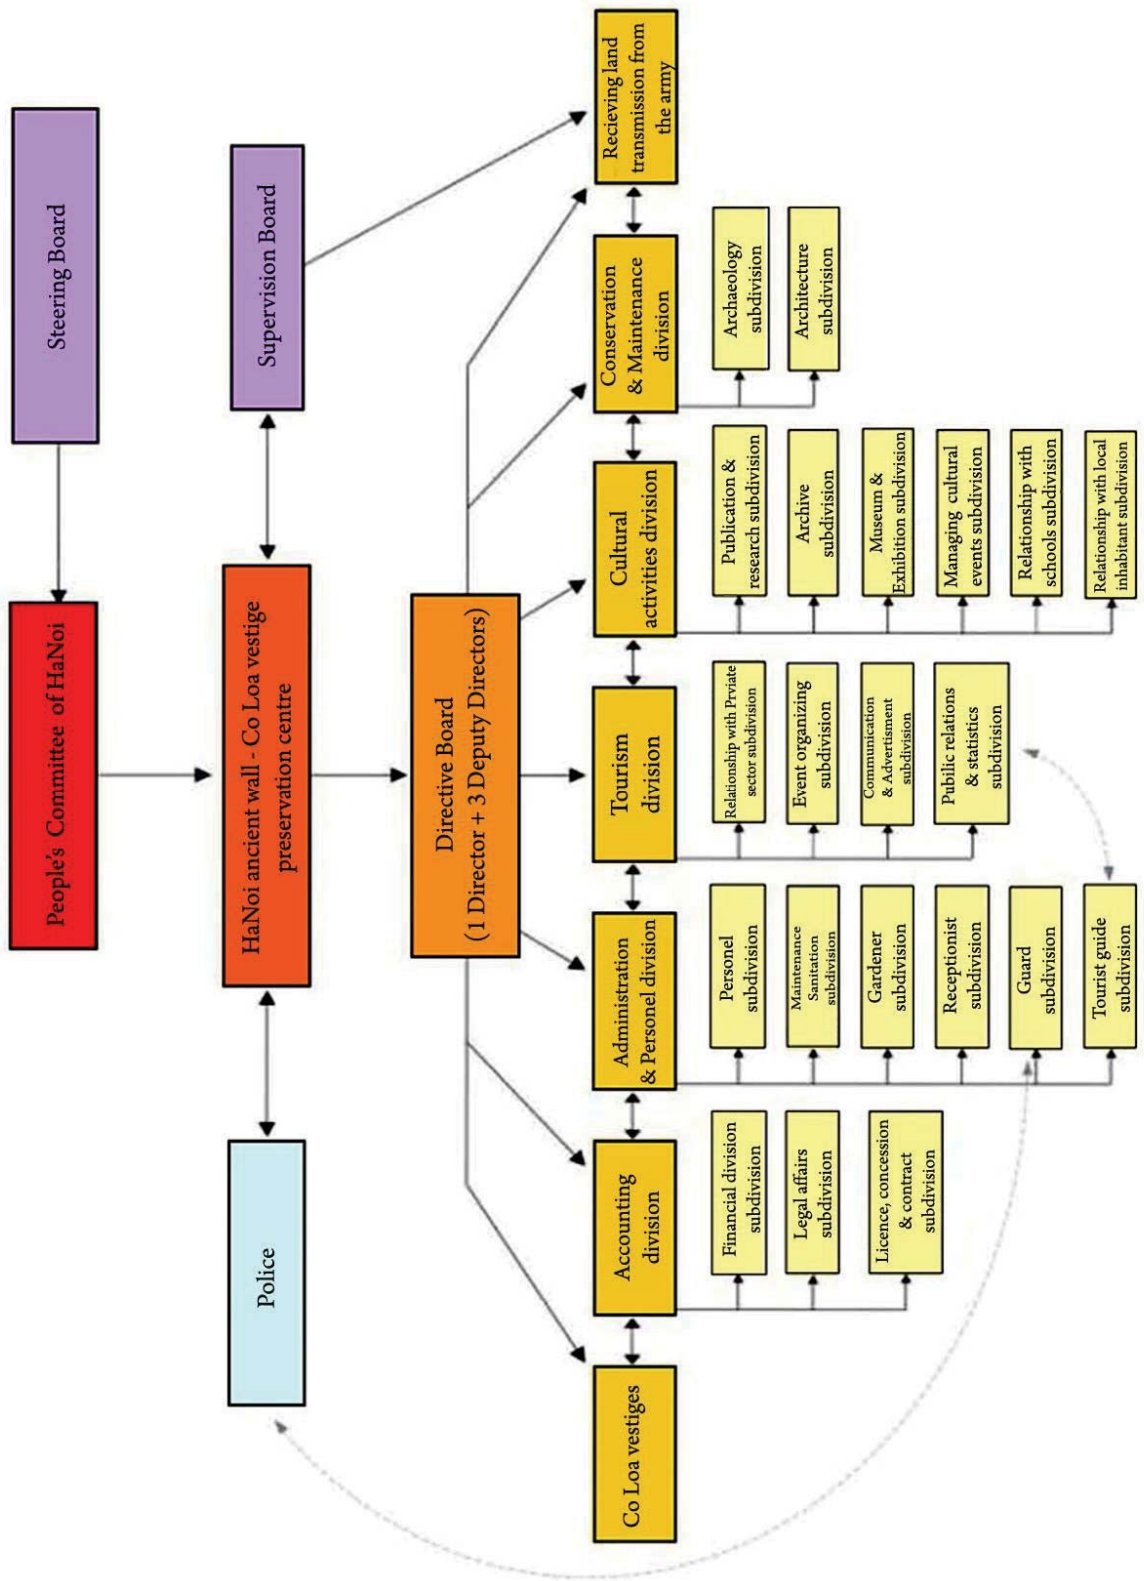 Steering Board
People's Committee of HaNoi
Police
HaNoi ancient wall - Co Loa vestige
preservation centre
Supervision Board
Directive Board
(1 Director + 3 Deputy Directors)
Co Loa vestiges
Accounting
division
Administration
& Personel division
Tourism
division
Cultural
activities division
Conservation
& Maintenance
division
Recieving land
transmission from
the army
Financial division
subdivision
Legal affairs
subdivision
Licence, concession
& contract
subdivision
Personel
subdivision
Maintenance
Sanitation
subdivision
Gardener
subdivision
Receptionist
subdivision
Guard
subdivision
Tourist guide
subdivision
Relationship with Prviate
sector subdivision
Event organizing
subdivision
Communication
& Advertisment
subdivision
Public relations
& statistics
subdivision
Publication &
research subdivision
Archive
subdivision
Museum &
Exhibition subdivision
Managing cultural
events subdivision
Relationship with
schools subdivision
Relationship with local
inhabitant subdivision
Archaeology
subdivision
Architecture
subdivision